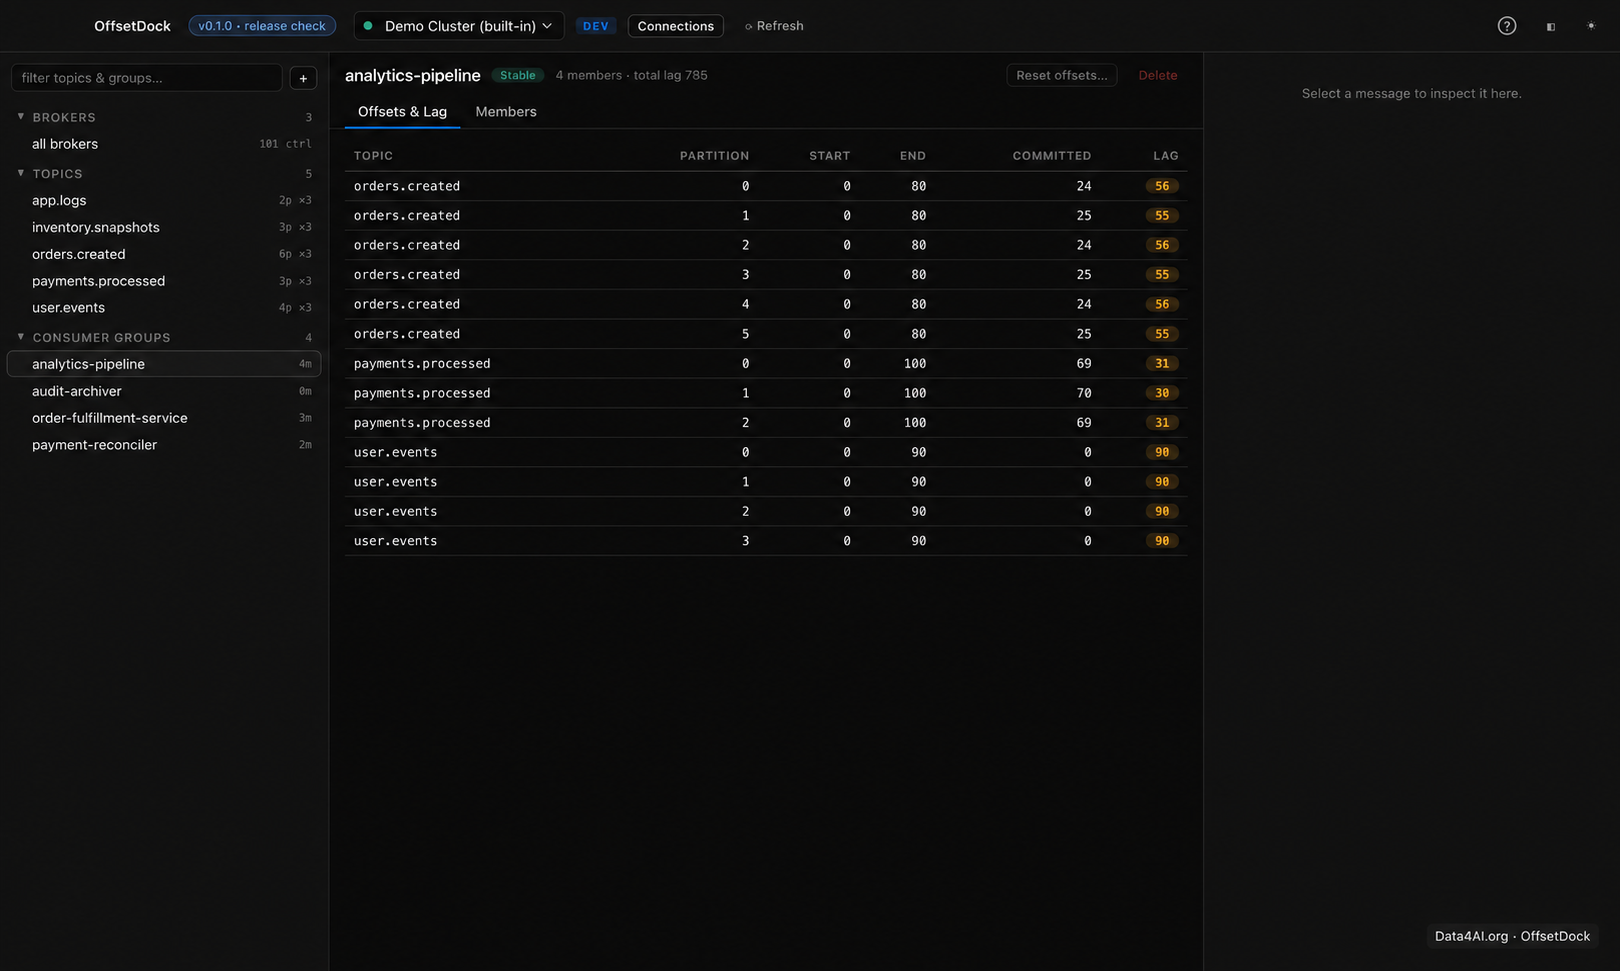 OffsetDock v0.1.0 • release check Demo Cluster (built-in) DEV Connections Refresh ?
filter topics & groups... +
BROKERS 3
all brokers 101 ctrl
TOPICS 5
app.logs 2p ×3
inventory.snapshots 3p ×3
orders.created 6p ×3
payments.processed 3p ×3
user.events 4p ×3
CONSUMER GROUPS 4
analytics-pipeline 4m
audit-archiver 0m
order-fulfillment-service 3m
payment-reconciler 2m
analytics-pipeline Stable 4 members · total lag 785 Reset offsets... Delete
Offsets & Lag Members
TOPIC PARTITION START END COMMITTED LAG
orders.created 0 0 80 24 56
orders.created 1 0 80 25 55
orders.created 2 0 80 24 56
orders.created 3 0 80 25 55
orders.created 4 0 80 24 56
orders.created 5 0 80 25 55
payments.processed 0 0 100 69 31
payments.processed 1 0 100 70 30
payments.processed 2 0 100 69 31
user.events 0 0 90 0 90
user.events 1 0 90 0 90
user.events 2 0 90 0 90
user.events 3 0 90 0 90
Select a message to inspect it here.
Data4AI.org · OffsetDock